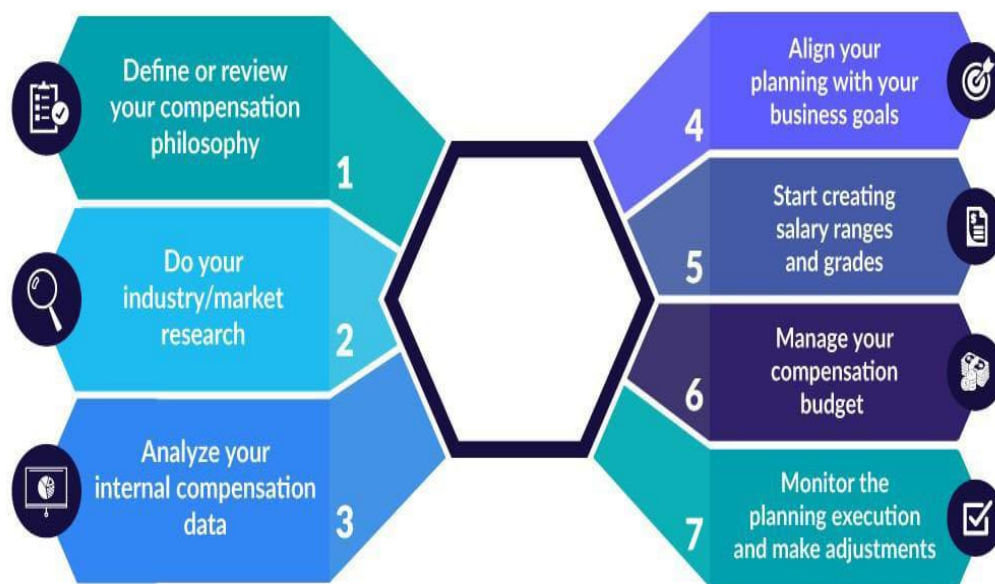 Define or review
your compensation
philosophy
1
Do your
industry/market
research
2
Analyze your
internal compensation
data
3
Align your
planning with your
business goals
4
Start creating
salary ranges
and grades
5
Manage your
compensation
budget
6
Monitor the
planning execution
and make adjustments
7